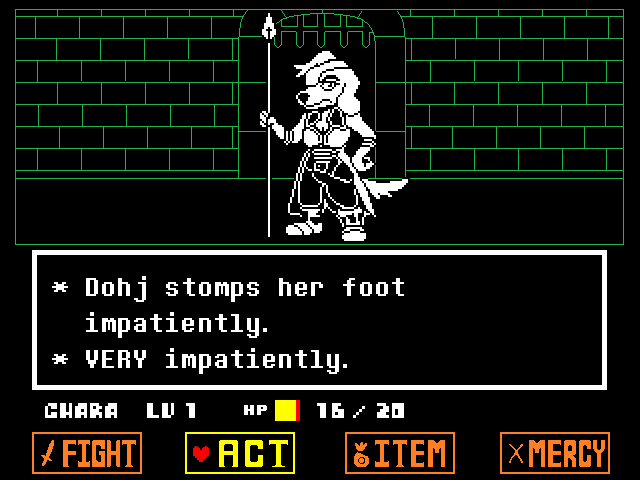 * Dohj stomps her foot
impatiently.
* VERY impatiently.
CHARA LV 1 HP 16 / 20
FIGHT ACT ITEM MERCY